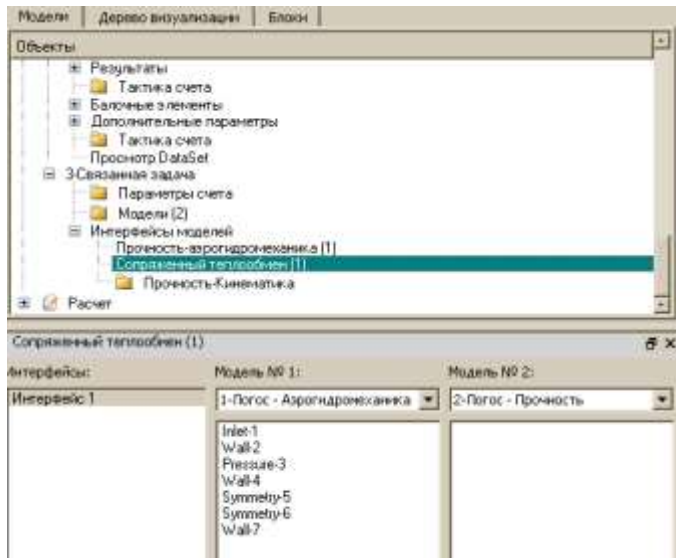 Модели Дерево визуализации Блоки
Объекты
Результаты
Тактика счета
Балочные элементы
Дополнительные параметры
Тактика счета
Просмотр DataSet
3-Связанная задача
Параметры счета
Модели (2)
Интерфейсы моделей
Прочность-аэрогидромеханика (1)
Сопряженный теплообмен (1)
Прочность-Кинематика
Расчет
Сопряженный теплообмен (1)
Интерфейсы: Модель № 1: Модель № 2:
Интерфейс 1 1-Логос - Аэрогидромеханика 2-Логос - Прочность
Inlet-1
Wall-2
Pressure-3
Wall-4
Symmetry-5
Symmetry-6
Wall-7